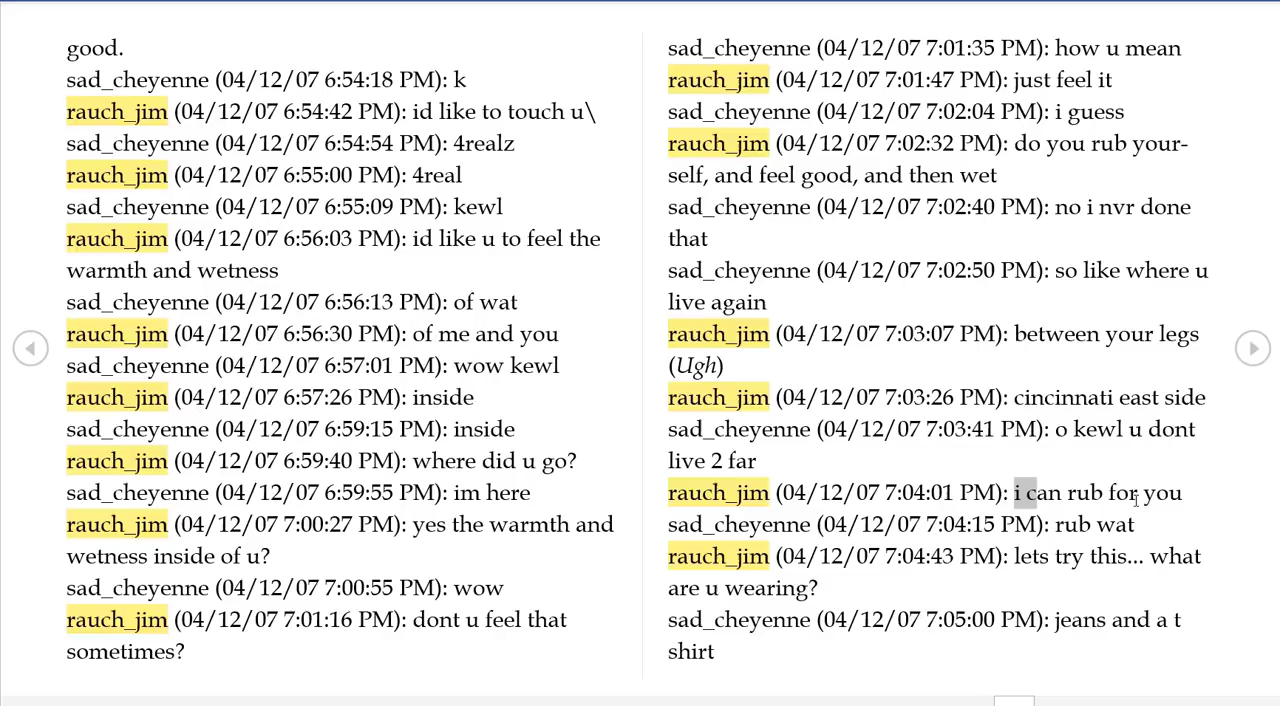 good.
sad_cheyenne (04/12/07 6:54:18 PM): k
rauch_jim (04/12/07 6:54:42 PM): id like to touch u\
sad_cheyenne (04/12/07 6:54:54 PM): 4realz
rauch_jim (04/12/07 6:55:00 PM): 4real
sad_cheyenne (04/12/07 6:55:09 PM): kewl
rauch_jim (04/12/07 6:56:03 PM): id like u to feel the
warmth and wetness
sad_cheyenne (04/12/07 6:56:13 PM): of wat
rauch_jim (04/12/07 6:56:30 PM): of me and you
sad_cheyenne (04/12/07 6:57:01 PM): wow kewl
rauch_jim (04/12/07 6:57:26 PM): inside
sad_cheyenne (04/12/07 6:59:15 PM): inside
rauch_jim (04/12/07 6:59:40 PM): where did u go?
sad_cheyenne (04/12/07 6:59:55 PM): im here
rauch_jim (04/12/07 7:00:27 PM): yes the warmth and
wetness inside of u?
sad_cheyenne (04/12/07 7:00:55 PM): wow
rauch_jim (04/12/07 7:01:16 PM): dont u feel that
sometimes?
sad_cheyenne (04/12/07 7:01:35 PM): how u mean
rauch_jim (04/12/07 7:01:47 PM): just feel it
sad_cheyenne (04/12/07 7:02:04 PM): i guess
rauch_jim (04/12/07 7:02:32 PM): do you rub your-
self, and feel good, and then wet
sad_cheyenne (04/12/07 7:02:40 PM): no i nvr done
that
sad_cheyenne (04/12/07 7:02:50 PM): so like where u
live again
rauch_jim (04/12/07 7:03:07 PM): between your legs
(Ugh)
rauch_jim (04/12/07 7:03:26 PM): cincinnati east side
sad_cheyenne (04/12/07 7:03:41 PM): o kewl u dont
live 2 far
rauch_jim (04/12/07 7:04:01 PM): i can rub for you
sad_cheyenne (04/12/07 7:04:15 PM): rub wat
rauch_jim (04/12/07 7:04:43 PM): lets try this... what
are u wearing?
sad_cheyenne (04/12/07 7:05:00 PM): jeans and a t
shirt